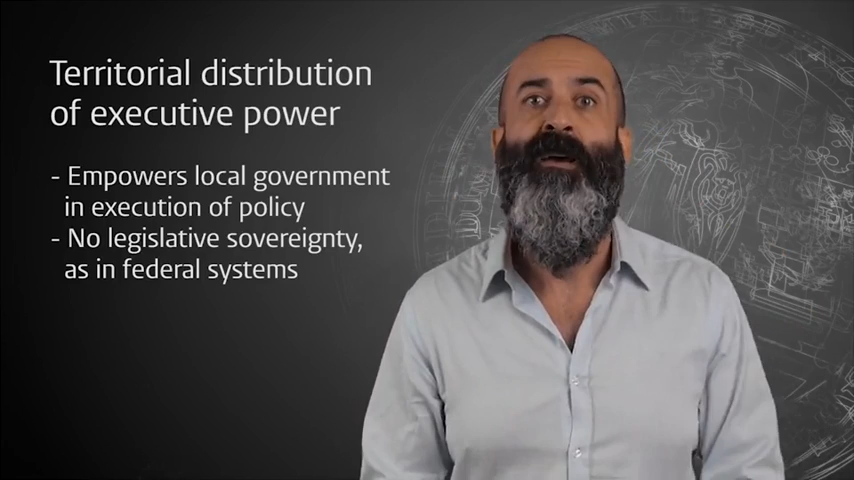 Territorial distribution
of executive power
- Empowers local government
in execution of policy
- No legislative sovereignty,
as in federal systems